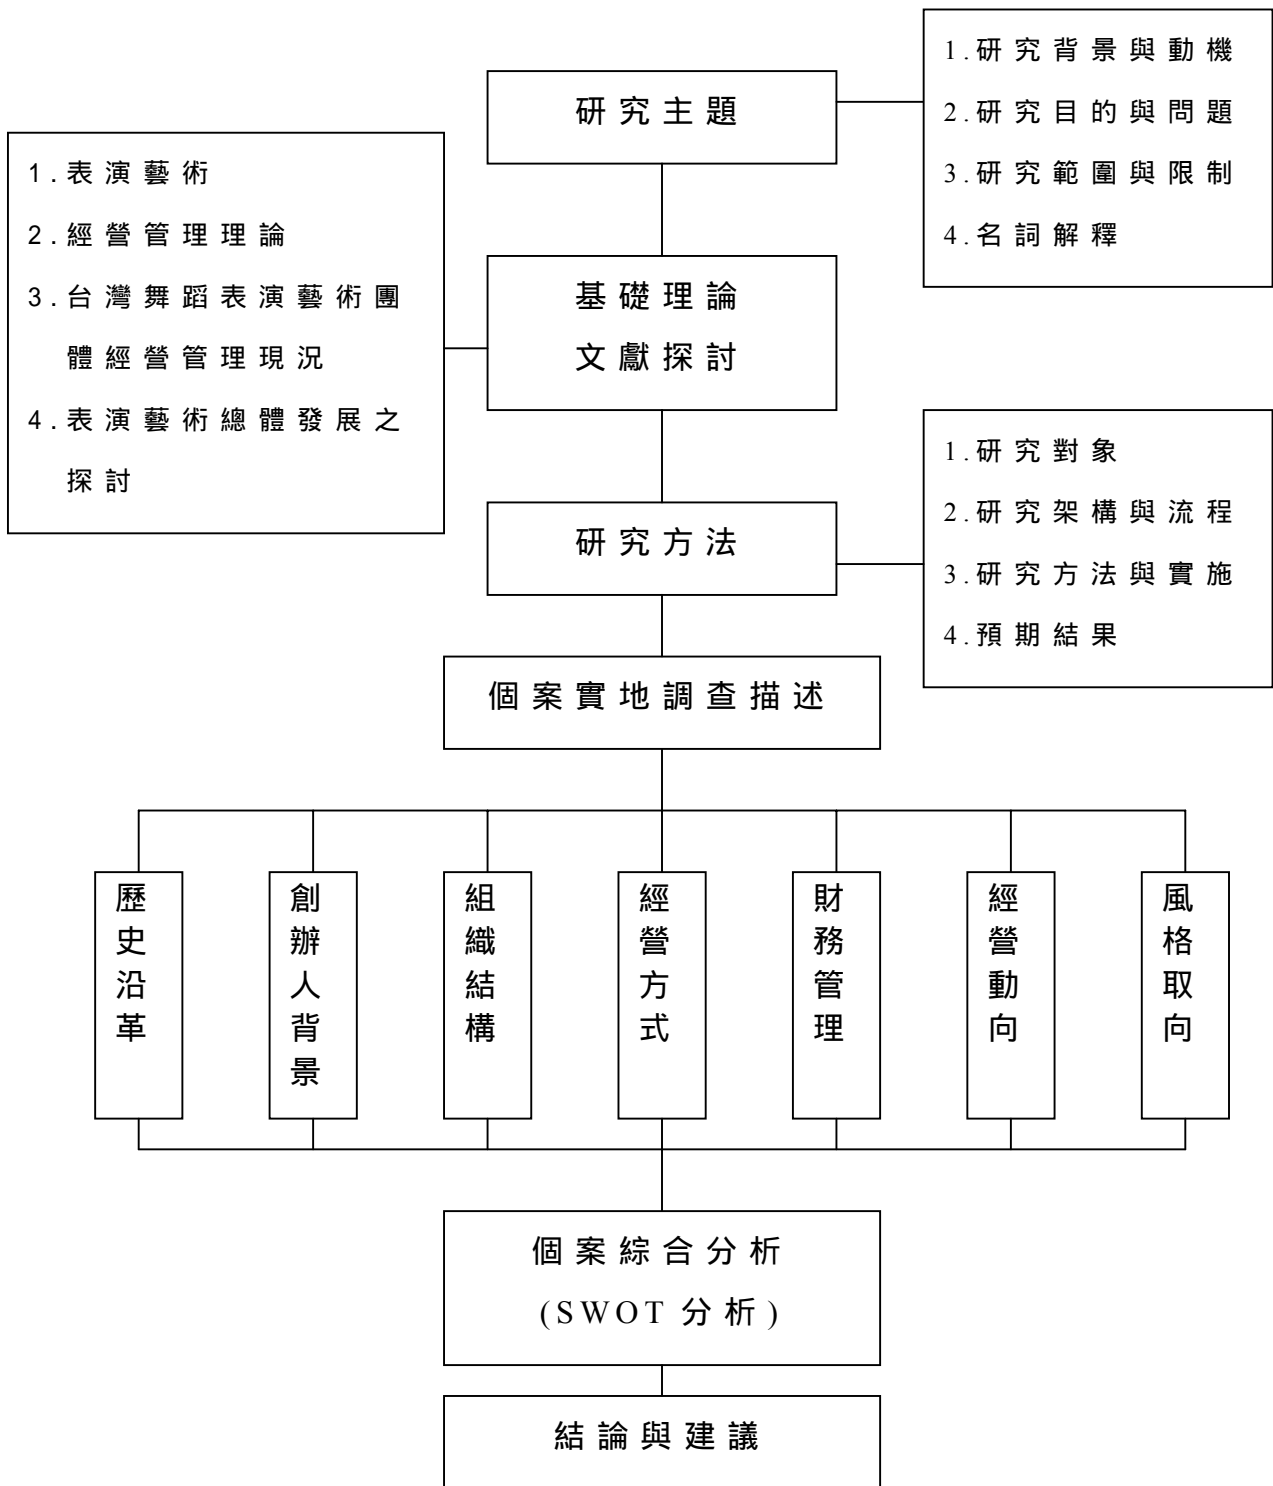 研究主題
1.研究背景與動機
2.研究目的與問題
3.研究範圍與限制
4.名詞解釋
1.表演藝術
2.經營管理理論
3.台灣舞蹈表演藝術團
體經營管理現況
4.表演藝術總體發展之
探討
基礎理論
文獻探討
研究方法
1.研究對象
2.研究架構與流程
3.研究方法與實施
4.預期結果
個案實地調查描述
歷史沿革
創辦人背景
組織結構
經營方式
財務管理
經營動向
風格取向
個案綜合分析
(SWOT 分析)
結論與建議